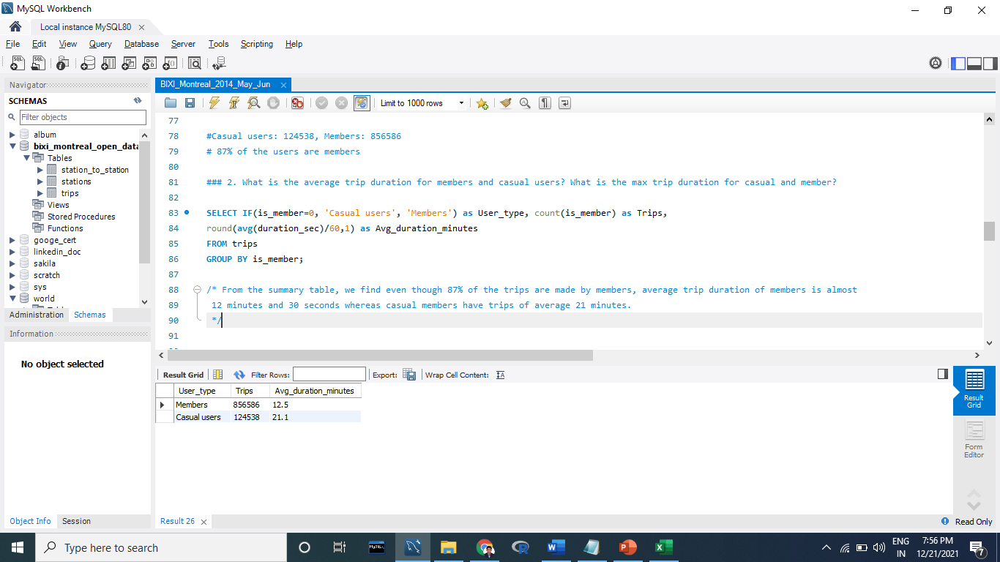 MySQL Workbench
Local instance MySQL80
File Edit View Query Database Server Tools Scripting Help
Navigator
SCHEMAS
Filter objects
album
bixi_montreal_open_data
Tables
station_to_station
stations
trips
Views
Stored Procedures
Functions
googe_cert
linkedin_doc
sakila
scratch
sys
world
Administration Schemas
Information
No object selected
Object Info Session
BIXI_Montreal_2014_May_Jun
Limit to 1000 rows
77
78 #Casual users: 124538, Members: 856586
79 # 87% of the users are members
80
81 ### 2. What is the average trip duration for members and casual users? What is the max trip duration for casual and member?
82
83 SELECT IF(is_member=0, 'Casual users', 'Members') as User_type, count(is_member) as Trips,
84 round(avg(duration_sec)/60,1) as Avg_duration_minutes
85 FROM trips
86 GROUP BY is_member;
87
88 /* From the summary table, we find even though 87% of the trips are made by members, average trip duration of members is almost
89 12 minutes and 30 seconds whereas casual members have trips of average 21 minutes.
90 */
91
Result Grid Filter Rows: Export: Wrap Cell Content:
User_type Trips Avg_duration_minutes
Members 856586 12.5
Casual users 124538 21.1
Result
Grid
Form
Editor
Result 26
Read Only
Type here to search
ENG
IN
7:56 PM
12/21/2021
7